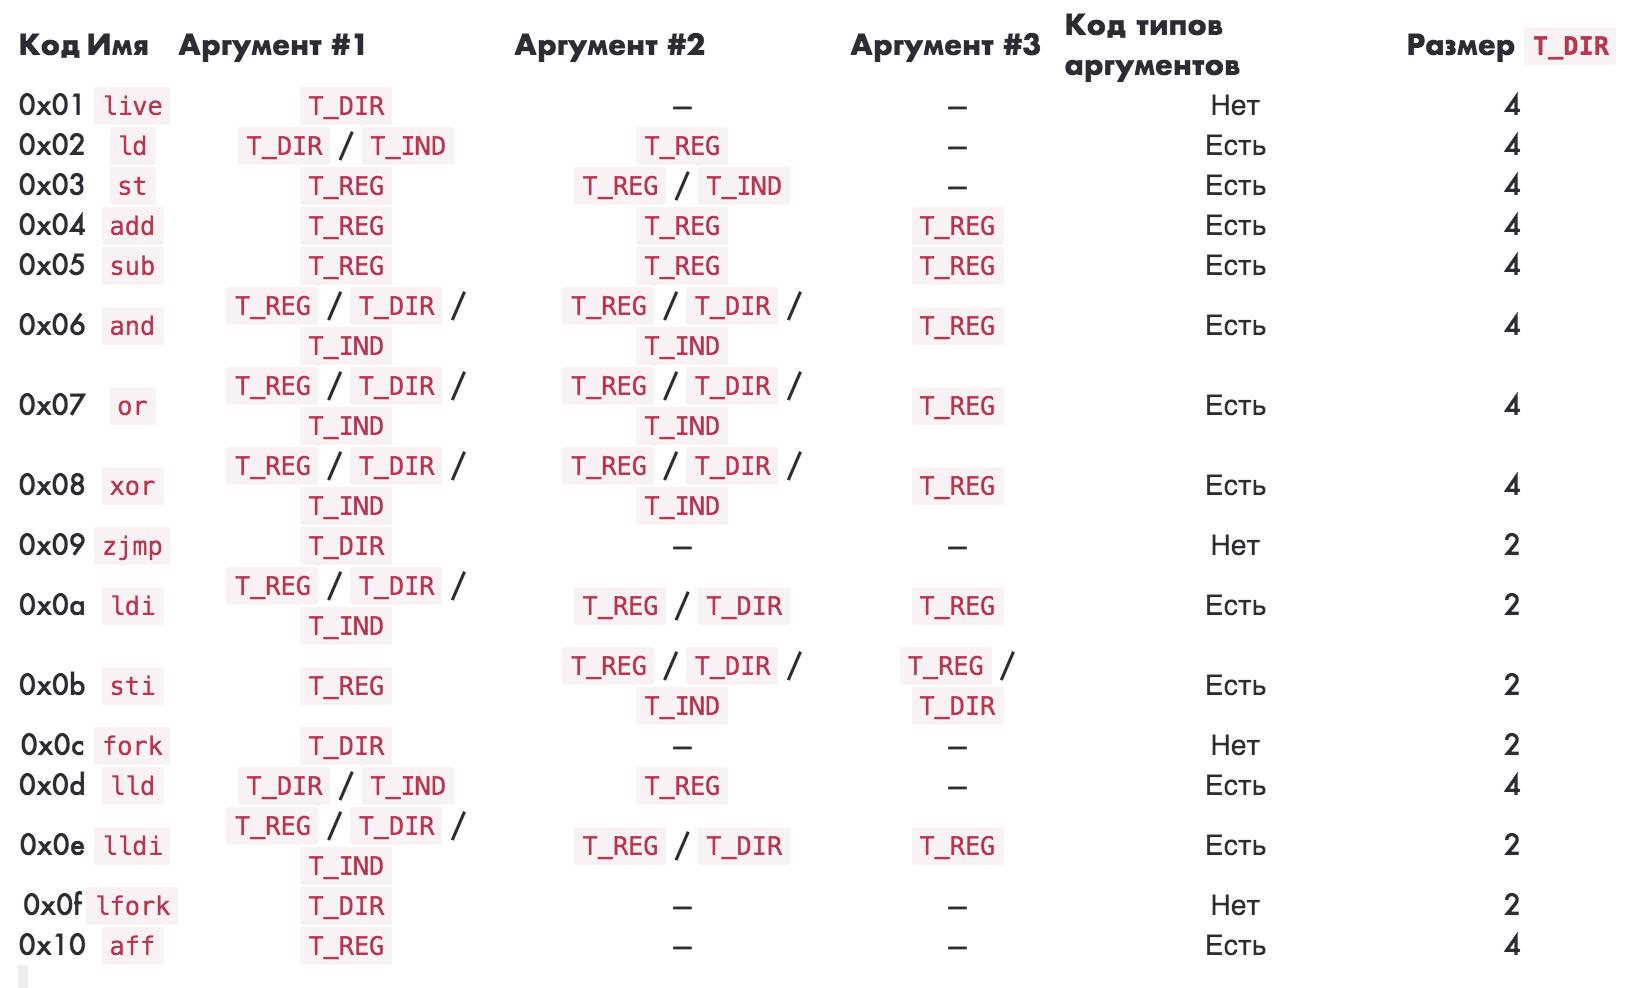 Код Имя Аргумент #1 Аргумент #2 Аргумент #3 Код типов аргументов Размер T_DIR
0x01 live T_DIR — — Нет 4
0x02 ld T_DIR / T_IND T_REG — Есть 4
0x03 st T_REG T_REG / T_IND — Есть 4
0x04 add T_REG T_REG T_REG Есть 4
0x05 sub T_REG T_REG T_REG Есть 4
0x06 and T_REG / T_DIR / T_IND T_REG / T_DIR / T_IND T_REG Есть 4
0x07 or T_REG / T_DIR / T_IND T_REG / T_DIR / T_IND T_REG Есть 4
0x08 xor T_REG / T_DIR / T_IND T_REG / T_DIR / T_IND T_REG Есть 4
0x09 zjmp T_DIR — — Нет 2
0x0a ldi T_REG / T_DIR / T_IND T_REG / T_DIR T_REG Есть 2
0x0b sti T_REG T_REG / T_DIR / T_IND T_REG / T_DIR Есть 2
0x0c fork T_DIR — — Нет 2
0x0d lld T_DIR / T_IND T_REG — Есть 4
0x0e lldi T_REG / T_DIR / T_IND T_REG / T_DIR T_REG Есть 2
0x0f lfork T_DIR — — Нет 2
0x10 aff T_REG — — Есть 4